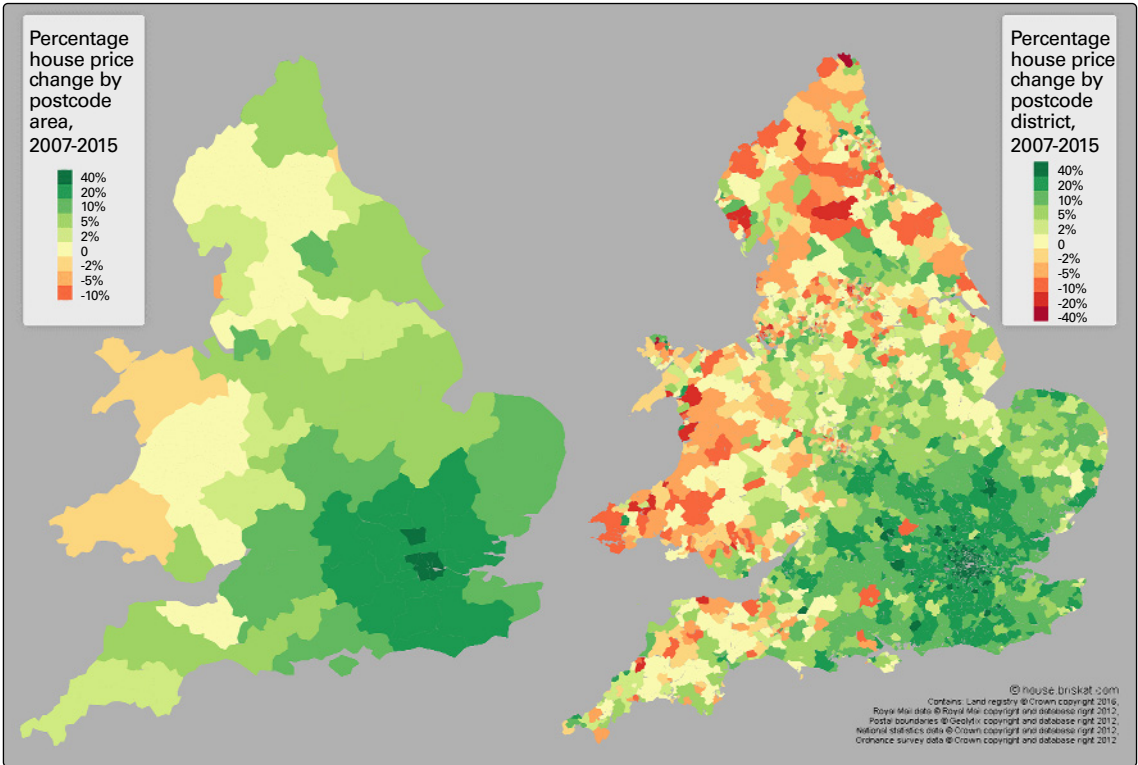 Percentage
house price
change by
postcode
area,
2007-2015
40%
20%
10%
5%
2%
0
-2%
-5%
-10%
Percentage
house price
change by
postcode
district,
2007-2015
40%
20%
10%
5%
2%
0
-2%
-5%
-10%
-20%
-40%
© house.briskat.com
Contains: Land registry © Crown copyright 2016,
Royal Mail data © Royal Mail copyright and database right 2012,
Postal boundaries © Geolytix copyright and database right 2012,
National statistics data © Crown copyright and database right 2012,
Ordnance survey data © Crown copyright and database right 2012